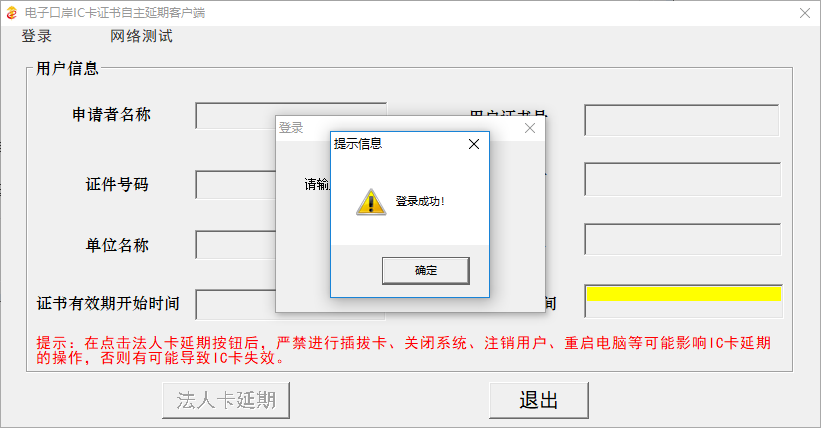 电子口岸IC卡证书自主延期客户端
登录 网络测试
用户信息
申请者名称
登录
提示信息
证件号码
请输
登录成功!
单位名称
确定
证书有效期开始时间
间
提示：在点击法人卡延期按钮后，严禁进行插拔卡、关闭系统、注销用户、重启电脑等可能影响IC卡延期
的操作，否则有可能导致IC卡失效。
法人卡延期 退出